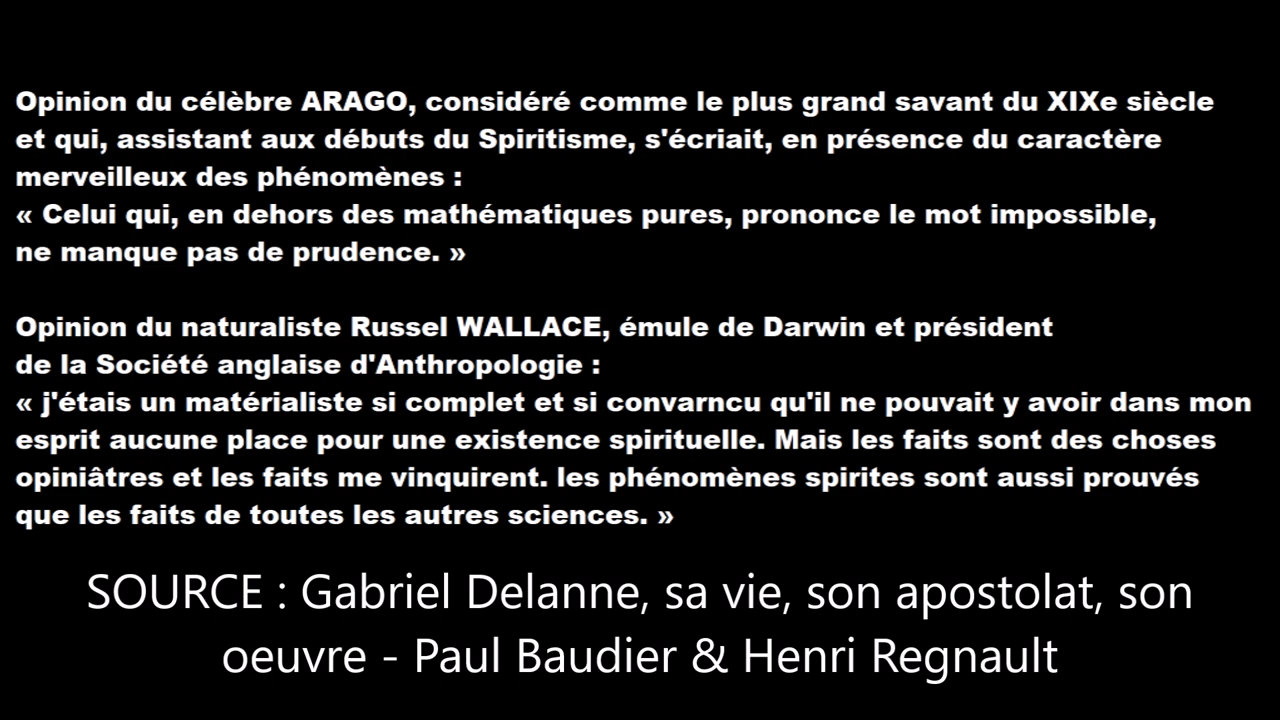 Opinion du célèbre ARAGO, considéré comme le plus grand savant du XIXe siècle
et qui, assistant aux débuts du Spiritisme, s'écriait, en présence du caractère
merveilleux des phénomènes :
« Celui qui, en dehors des mathématiques pures, prononce le mot impossible,
ne manque pas de prudence. »
Opinion du naturaliste Russel WALLACE, émule de Darwin et président
de la Société anglaise d'Anthropologie :
« j'étais un matérialiste si complet et si convarncu qu'il ne pouvait y avoir dans mon
esprit aucune place pour une existence spirituelle. Mais les faits sont des choses
opiniâtres et les faits me vinquirent. les phénomènes spirites sont aussi prouvés
que les faits de toutes les autres sciences. »
SOURCE : Gabriel Delanne, sa vie, son apostolat, son
oeuvre - Paul Baudier & Henri Regnault